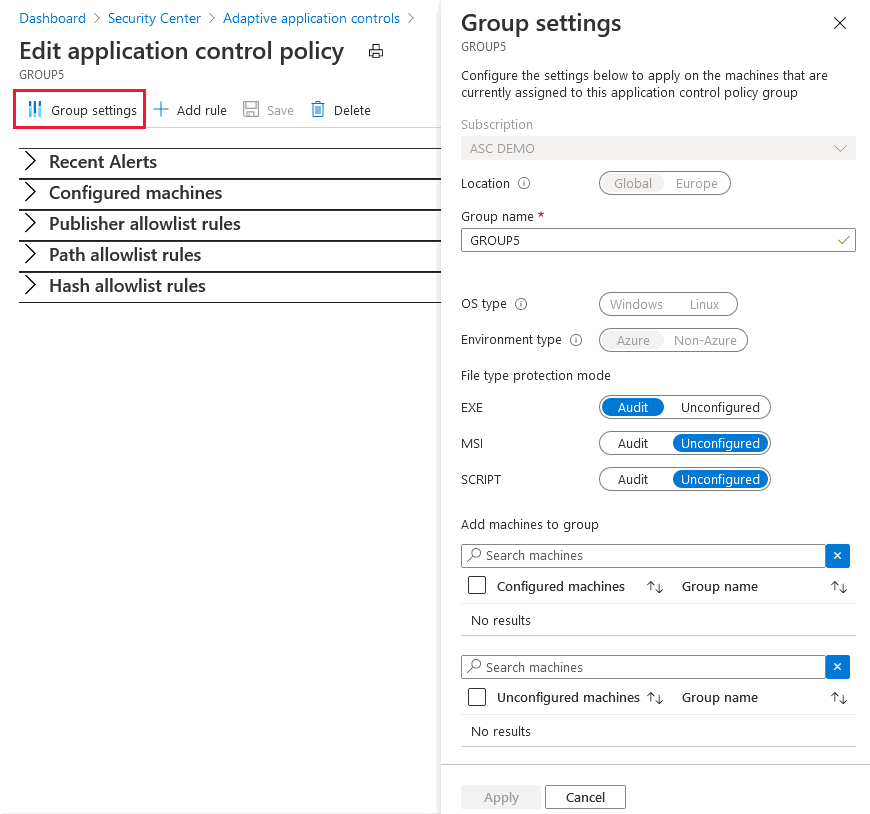 Dashboard > Security Center > Adaptive application controls >
Edit application control policy
GROUP5
Group settings
Add rule
Save
Delete
Recent Alerts
Configured machines
Publisher allowlist rules
Path allowlist rules
Hash allowlist rules
Group settings
GROUP5
Configure the settings below to apply on the machines that are
currently assigned to this application control policy group
Subscription
ASC DEMO
Location Global Europe
Group name *
GROUP5
OS type Windows Linux
Environment type Azure Non-Azure
File type protection mode
EXE Audit Unconfigured
MSI Audit Unconfigured
SCRIPT Audit Unconfigured
Add machines to group
Search machines
Configured machines ↑↓ Group name ↑↓
No results
Search machines
Unconfigured machines ↑↓ Group name ↑↓
No results
Apply Cancel